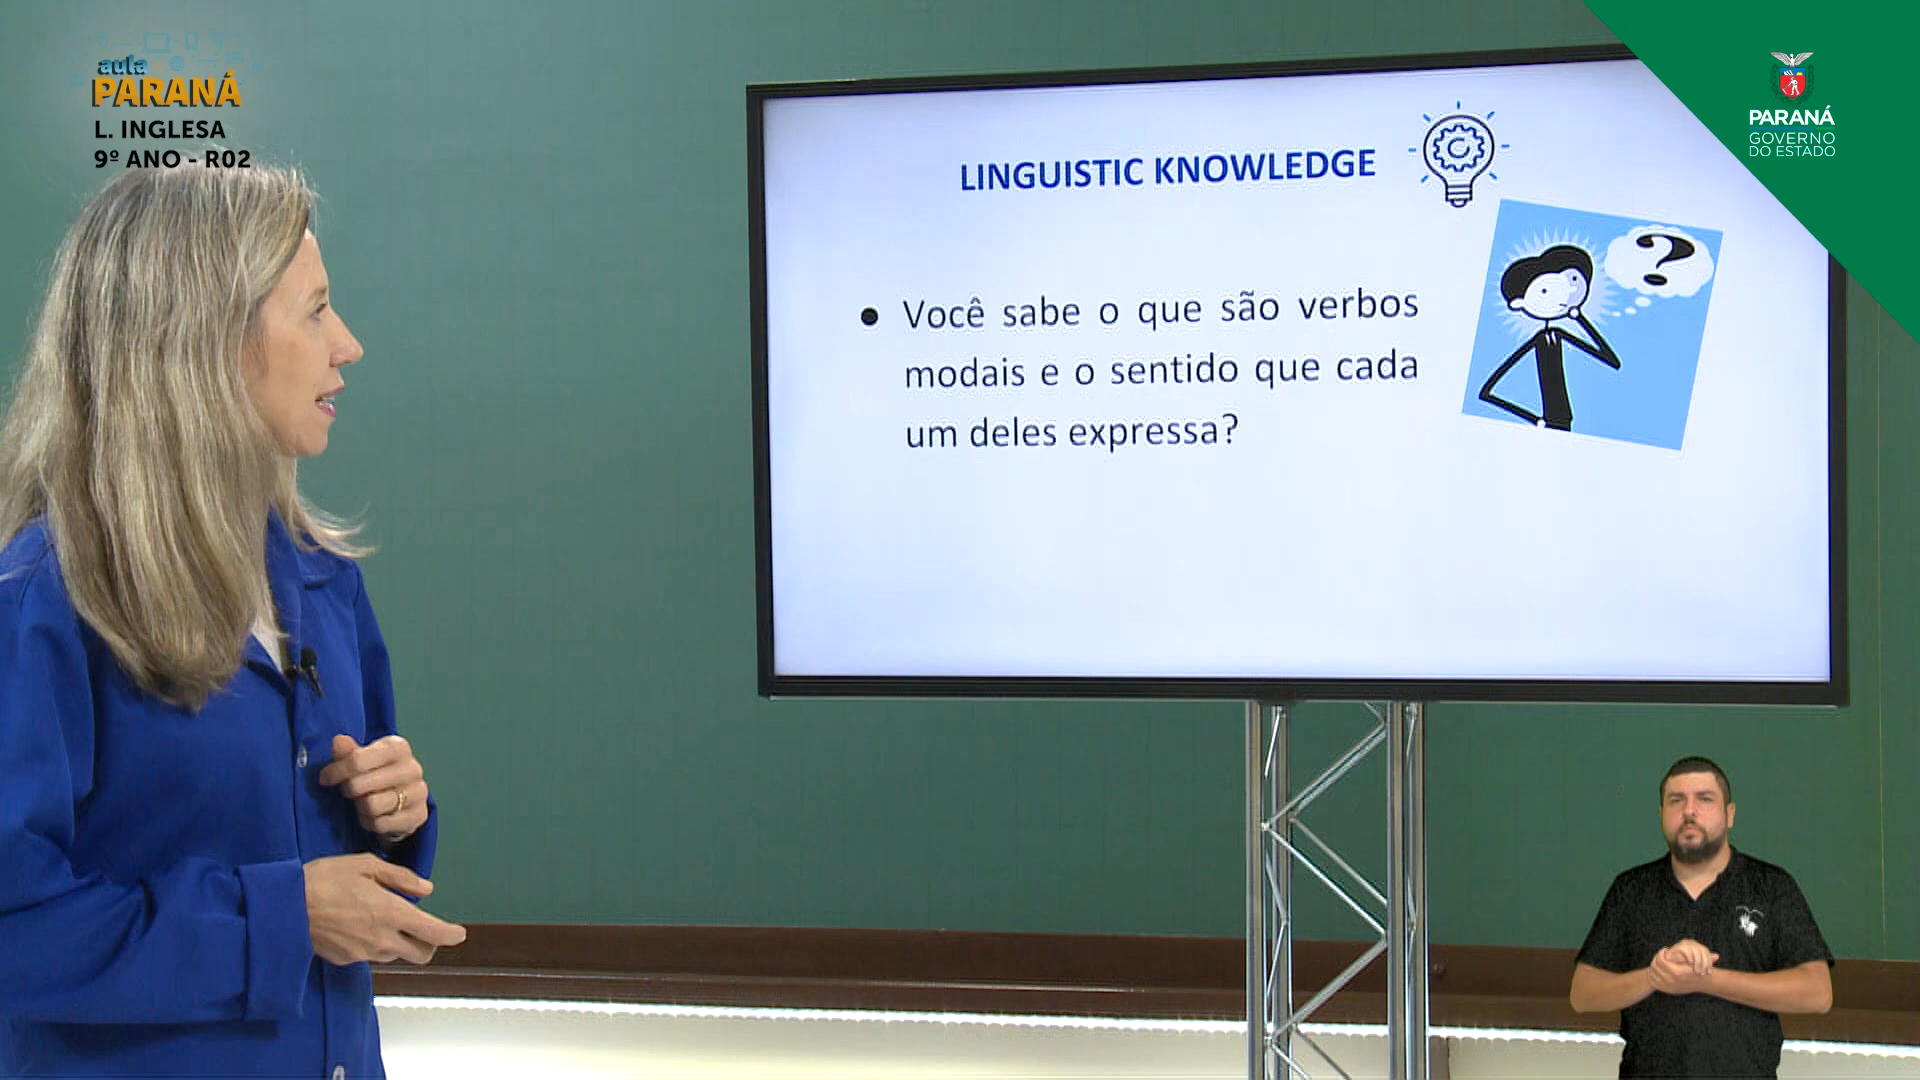 aula
PARANÁ
L. INGLESA
9º ANO - R02
LINGUISTIC KNOWLEDGE
?
● Você sabe o que são verbos
modais e o sentido que cada
um deles expressa?
PARANÁ
GOVERNO
DO ESTADO